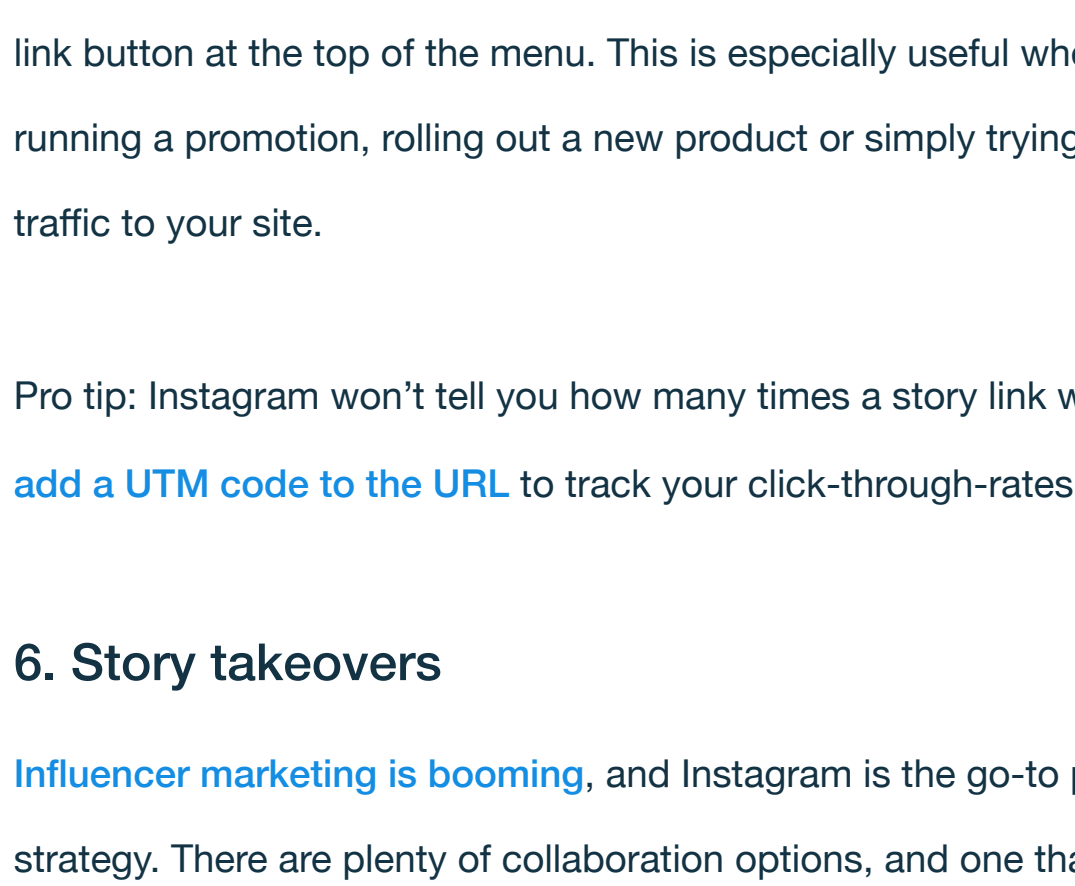 link button at the top of the menu. This is especially useful
running a promotion, rolling out a new product or simply trying
traffic to your site.
Pro tip: Instagram won’t tell you how many times a story link
add a UTM code to the URL to track your click-through-rates
6. Story takeovers
Influencer marketing is booming, and Instagram is the go-to
strategy. There are plenty of collaboration options, and one